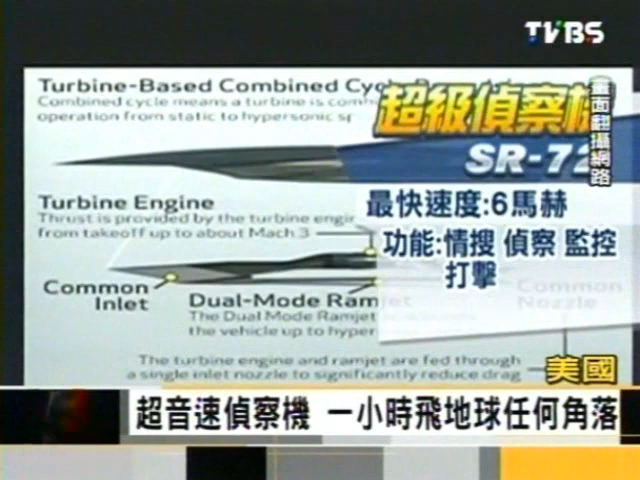 TVBS
Turbine-Based Combined
Combined cycle means a turbine is
operation from static to hypersonic
超級偵察機
SR-72
畫面翻攝網路
最快速度:6馬赫
功能:情搜 偵察 監控
打擊
Turbine Engine
Thrust is provided by the turbine
from takeoff up to about Mach 3
Common
Inlet
Dual-Mode Ramjet
The Dual Mode Ramjet
the vehicle up to
Common
Nozzle
The turbine engine and ramjet are fed through
a single inlet nozzle to significantly reduce drag
美國
超音速偵察機 一小時飛地球任何角落